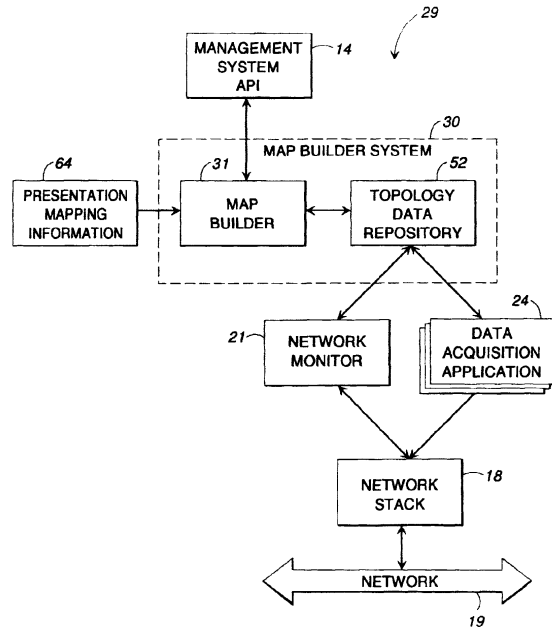 29
14
MANAGEMENT
SYSTEM
API
30
MAP BUILDER SYSTEM
64
PRESENTATION
MAPPING
INFORMATION
31
MAP
BUILDER
52
TOPOLOGY
DATA
REPOSITORY
21
NETWORK
MONITOR
24
DATA
ACQUISITION
APPLICATION
18
NETWORK
STACK
NETWORK
19